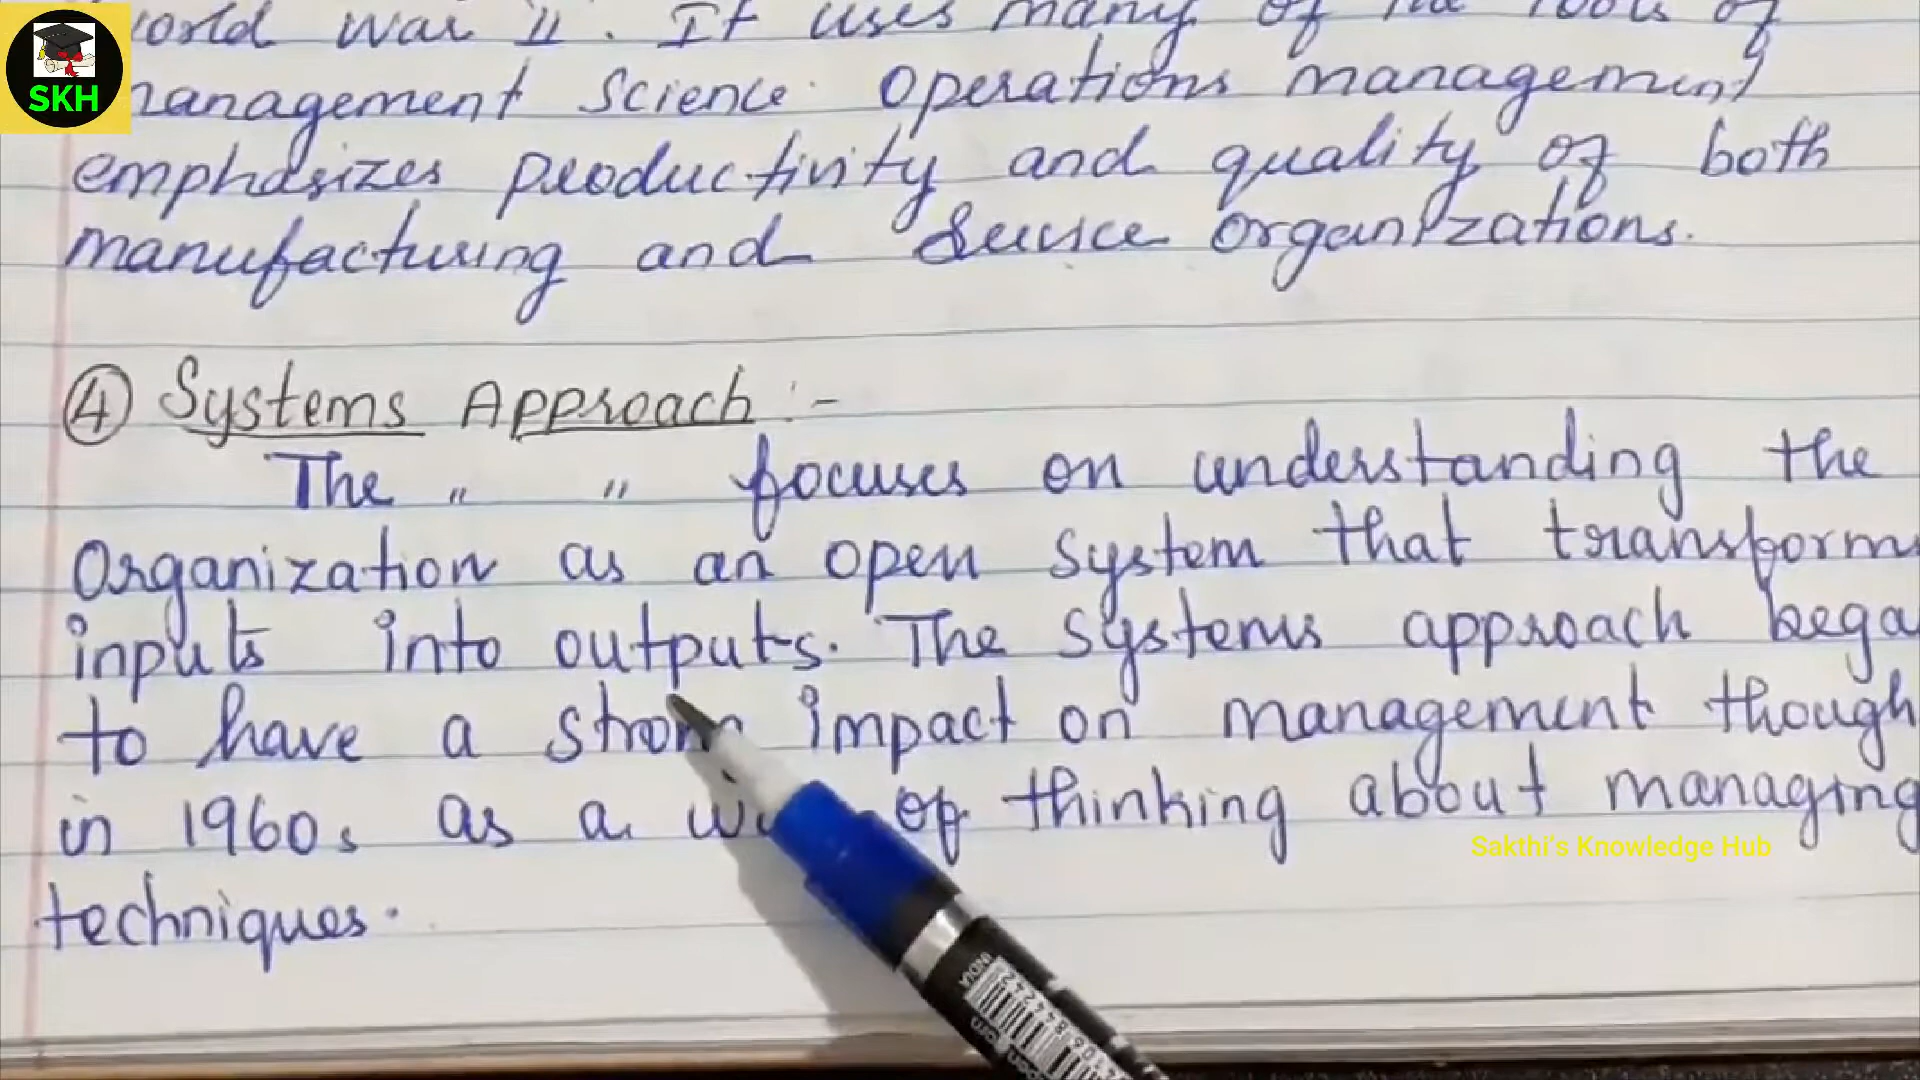 World War II. It uses many of the tools of
SKH
management Science. Operations management
emphasizes productivity and quality of both
manufacturing and Service organizations.
④ Systems Approach :-
The " " focuses on understanding the
Organization as an open system that transform
inputs into outputs. The systems approach bega
to have a strong impact on management though
in 1960s as a of thinking about managing
Sakthi's Knowledge Hub
techniques.
INDIA